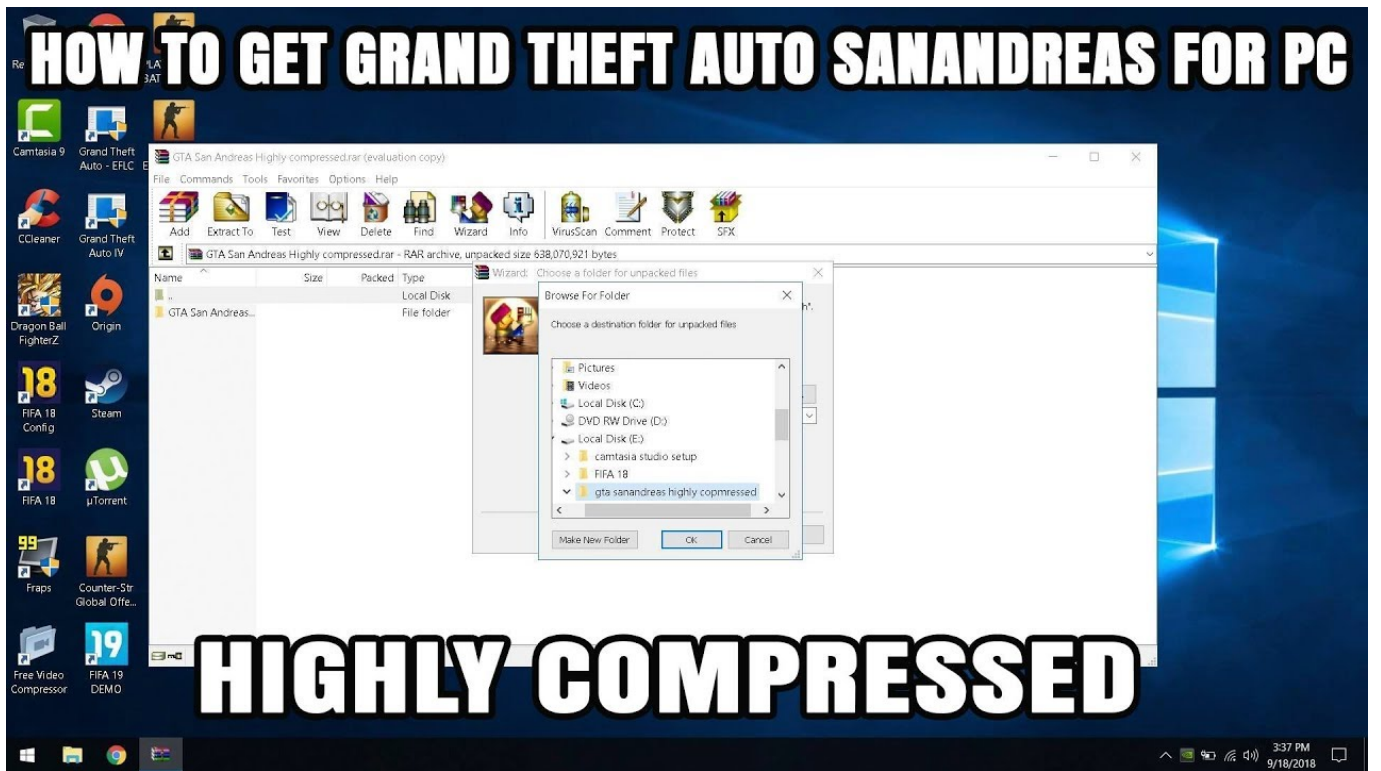 HOW TO GET GRAND THEFT AUTO SANANDREAS FOR PC
Camtasia 9
Grand Theft
Auto - EFLC
CCleaner
Grand Theft
Auto IV
Dragon Ball
FighterZ
Origin
FIFA 18
Config
Steam
FIFA 18
µTorrent
Fraps
Counter-Str
Global Offe...
Free Video
Compressor
FIFA 19
DEMO
GTA San Andreas Highly compressed.rar (evaluation copy)
File Commands Tools Favorites Options Help
Add Extract To Test View Delete Find Wizard Info VirusScan Comment Protect SFX
GTA San Andreas Highly compressed.rar - RAR archive, unpacked size 638,070,921 bytes
Name Size Packed Type
.. Local Disk
GTA San Andreas... File folder
Wizard: Choose a folder for unpacked files
Browse For Folder
Choose a destination folder for unpacked files
Pictures
Videos
Local Disk (C:)
DVD RW Drive (D:)
Local Disk (E:)
camtasia studio setup
FIFA 18
gta sanandreas highly copmressed
Make New Folder OK Cancel
HIGHLY COMPRESSED
3:37 PM
9/18/2018